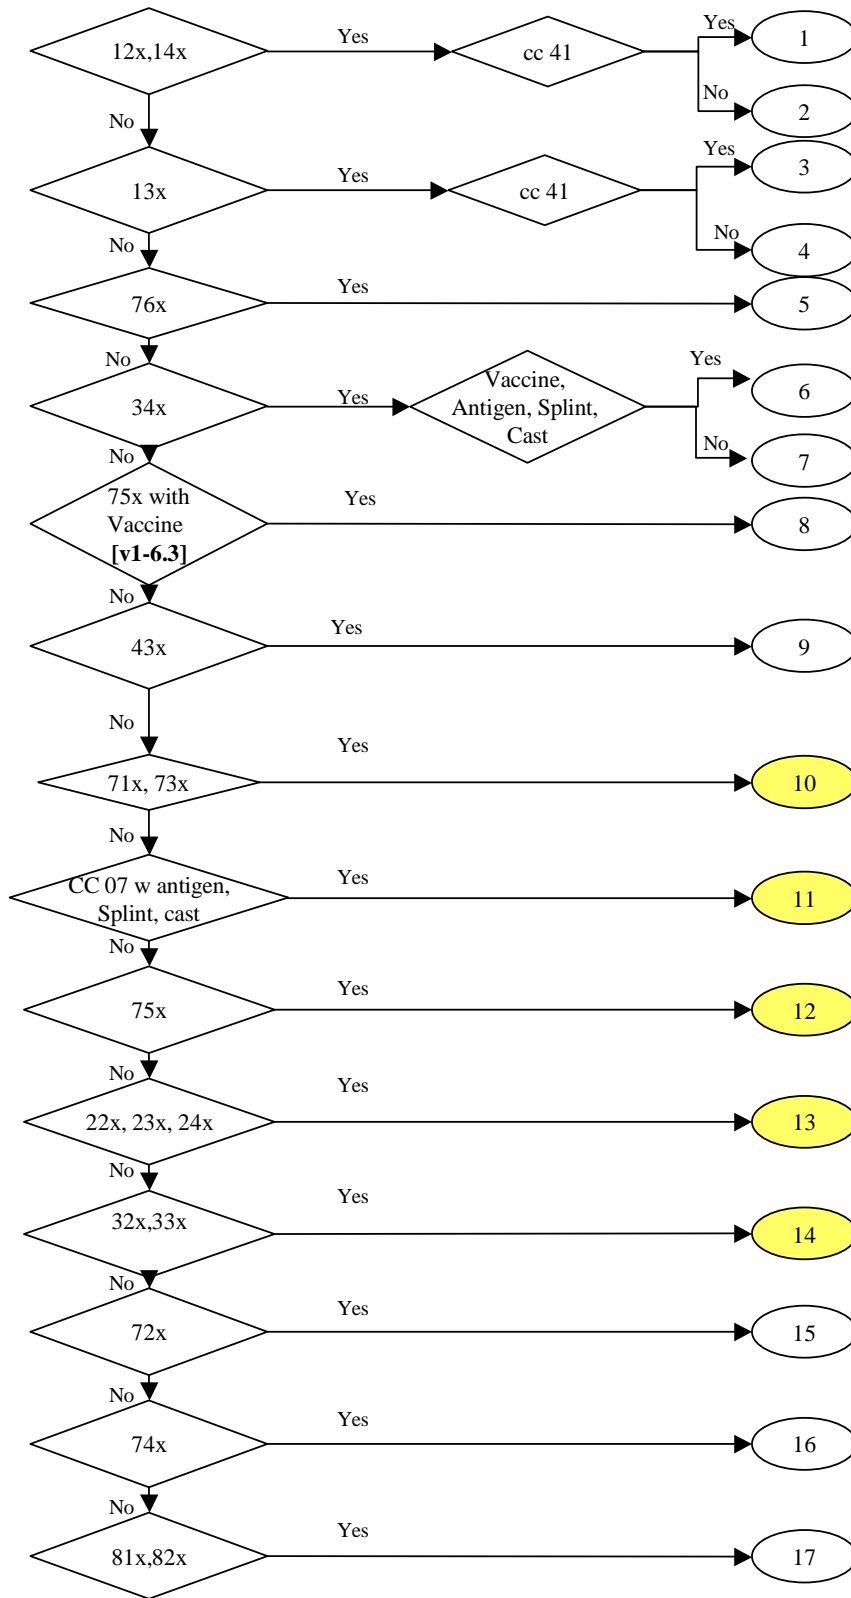 12x,14x
Yes
cc 41
Yes
1
No
2
No
13x
Yes
cc 41
Yes
3
No
4
No
76x
Yes
5
No
34x
Yes
Vaccine,
Antigen, Splint,
Cast
Yes
6
No
7
No
75x with
Vaccine
[v1-6.3]
Yes
8
No
43x
Yes
9
No
71x, 73x
Yes
10
No
CC 07 w antigen,
Splint, cast
Yes
11
No
75x
Yes
12
No
22x, 23x, 24x
Yes
13
No
32x,33x
Yes
14
No
72x
Yes
15
No
74x
Yes
16
No
81x,82x
Yes
17